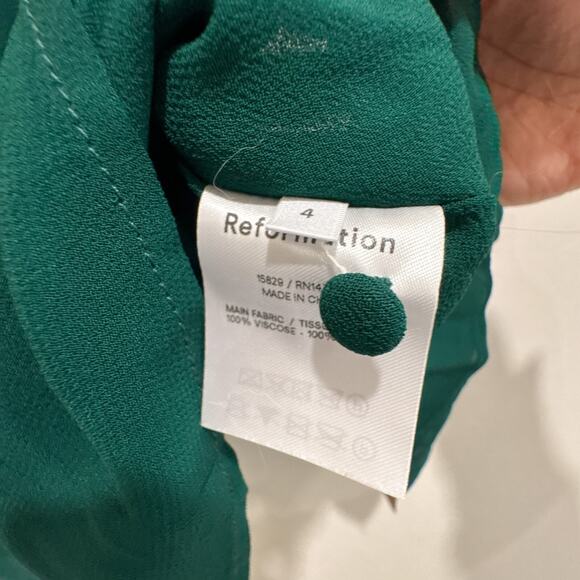 4
Reformation
15829 / RN14
MADE IN CH
MAIN FABRIC / TISS
100% VISCOSE - 100%